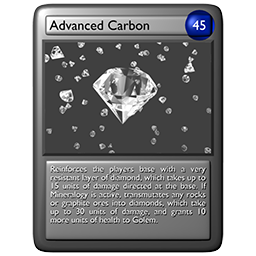 Advanced Carbon
45
Reinforces the players base with a very
resistant layer of diamond, which takes up to
15 units of damage directed at the base. If
Mineralogy is active, transmutates any rocks
or graphite ores into diamonds, which take
up to 30 units of damage, and grants 10
more units of health to Golem.